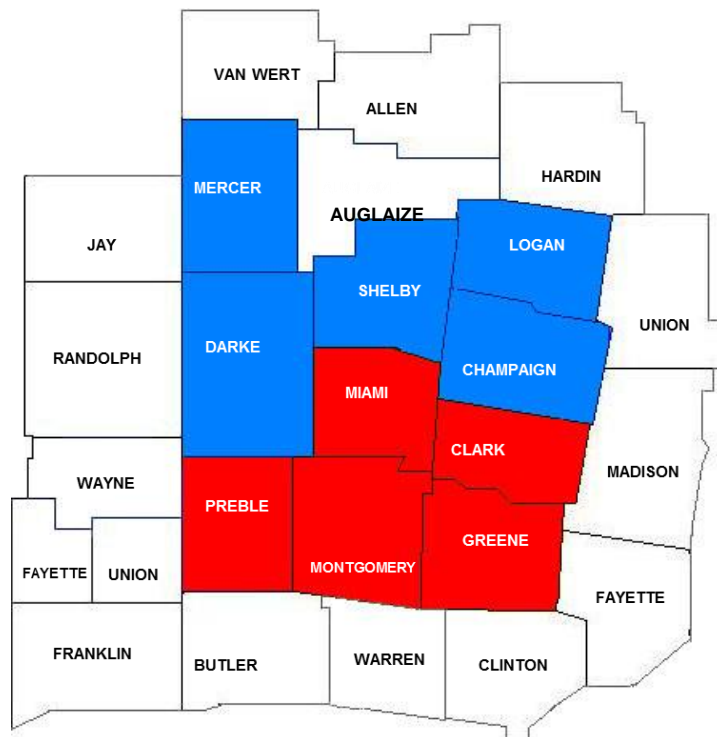 VAN WERT
ALLEN
HARDIN
MERCER
AUGLAIZE
JAY
LOGAN
SHELBY
UNION
DARKE
RANDOLPH
CHAMPAIGN
MIAMI
CLARK
MADISON
WAYNE
PREBLE
GREENE
MONTGOMERY
FAYETTE
UNION
FAYETTE
FRANKLIN
BUTLER
WARREN
CLINTON